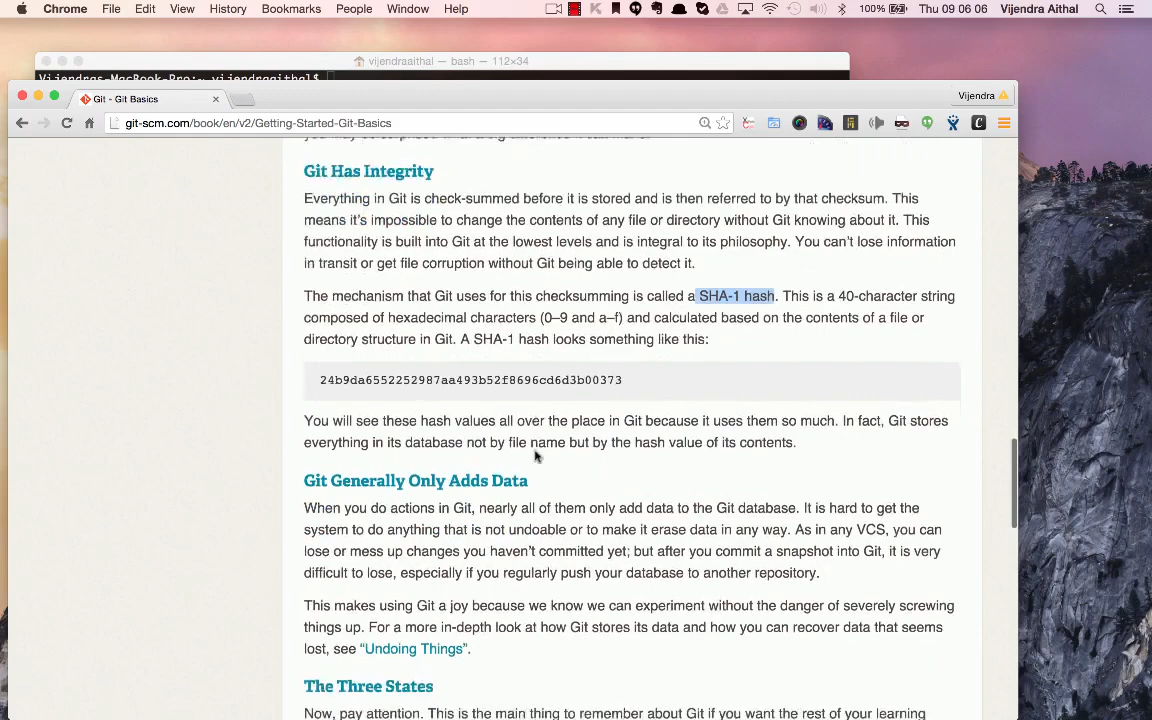 Chrome File Edit View History Bookmarks People Window Help 100% Thu 09 06 06 Vijendra Aithal
vijendraaithal — bash — 112×34
Vijendras-MacBook-Pro:~ vijendraaithal$
Git - Git Basics
Vijendra
git-scm.com/book/en/v2/Getting-Started-Git-Basics
Git Has Integrity
Everything in Git is check-summed before it is stored and is then referred to by that checksum. This
means it’s impossible to change the contents of any file or directory without Git knowing about it. This
functionality is built into Git at the lowest levels and is integral to its philosophy. You can’t lose information
in transit or get file corruption without Git being able to detect it.
The mechanism that Git uses for this checksumming is called a SHA-1 hash. This is a 40-character string
composed of hexadecimal characters (0–9 and a–f) and calculated based on the contents of a file or
directory structure in Git. A SHA-1 hash looks something like this:
24b9da6552252987aa493b52f8696cd6d3b00373
You will see these hash values all over the place in Git because it uses them so much. In fact, Git stores
everything in its database not by file name but by the hash value of its contents.
Git Generally Only Adds Data
When you do actions in Git, nearly all of them only add data to the Git database. It is hard to get the
system to do anything that is not undoable or to make it erase data in any way. As in any VCS, you can
lose or mess up changes you haven’t committed yet; but after you commit a snapshot into Git, it is very
difficult to lose, especially if you regularly push your database to another repository.
This makes using Git a joy because we know we can experiment without the danger of severely screwing
things up. For a more in-depth look at how Git stores its data and how you can recover data that seems
lost, see “Undoing Things”.
The Three States
Now, pay attention. This is the main thing to remember about Git if you want the rest of your learning